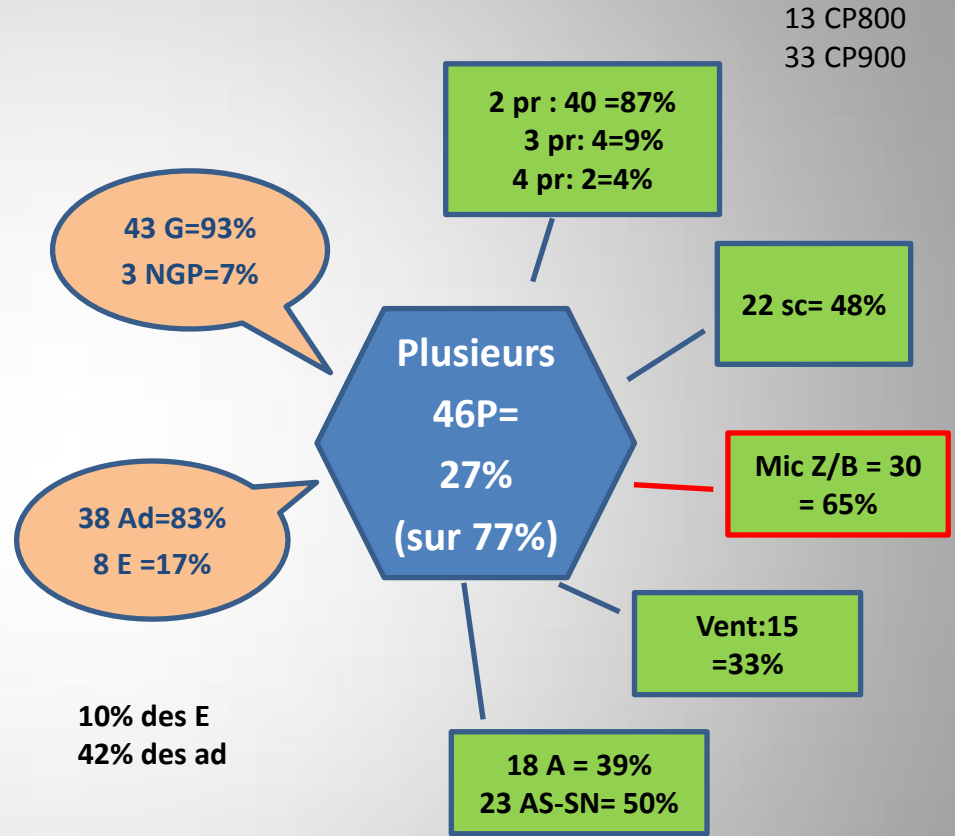 13 CP800
33 CP900
2 pr : 40 =87%
3 pr: 4=9%
4 pr: 2=4%
43 G=93%
3 NGP=7%
22 sc= 48%
Plusieurs
46P=
27%
(sur 77%)
Mic Z/B = 30
= 65%
38 Ad=83%
8 E =17%
Vent:15
=33%
10% des E
42% des ad
18 A = 39%
23 AS-SN= 50%